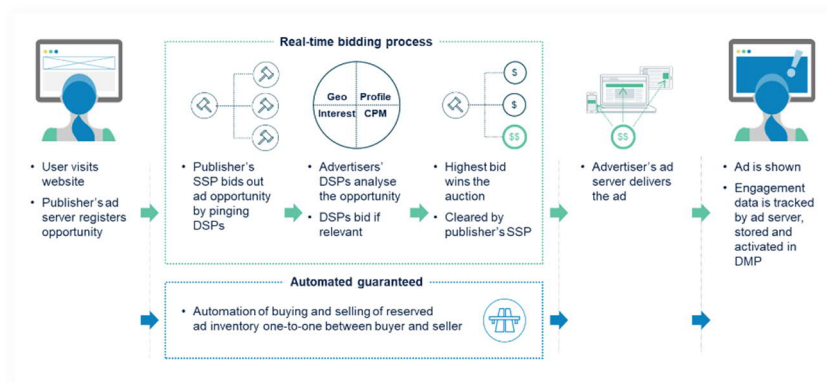 Real-time bidding process
Geo
Profile
Interest
CPM
$
$
$$
$$
!
• User visits
website
• Publisher's ad
server registers
opportunity
• Publisher's
SSP bids out
ad opportunity
by pinging
DSPs
• Advertisers'
DSPs analyse
the opportunity
• DSPs bid if
relevant
• Highest bid
wins the
auction
• Cleared by
publisher's SSP
• Advertiser's ad
server delivers
the ad
• Ad is shown
• Engagement
data is tracked
by ad server,
stored and
activated in
DMP
Automated guaranteed
• Automation of buying and selling of reserved
ad inventory one-to-one between buyer and seller